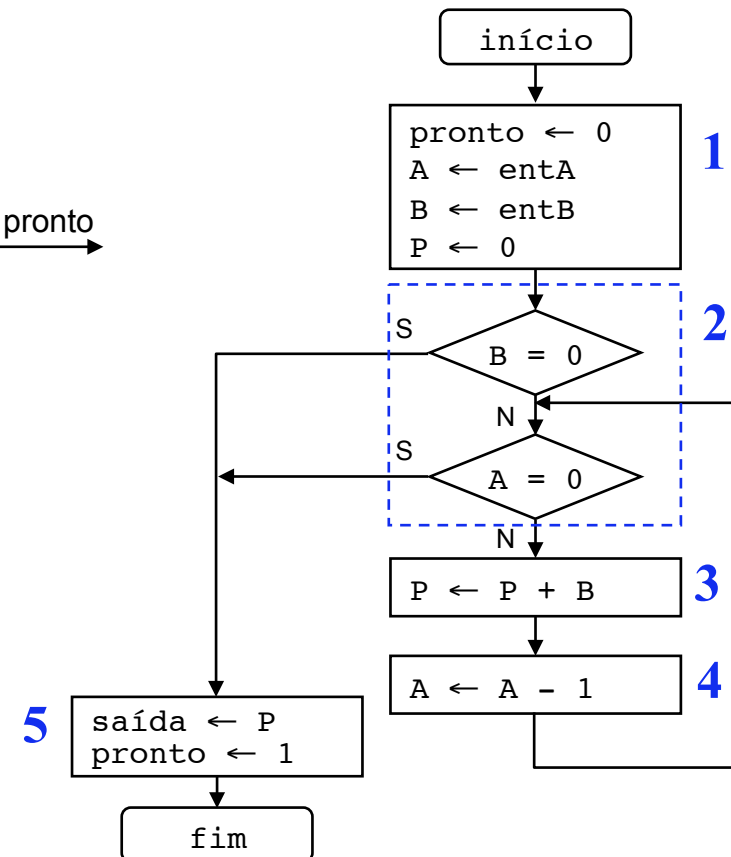 início
pronto ← 0
A ← entA
B ← entB
P ← 0
1
pronto
2
S
B = 0
N
S
A = 0
N
P ← P + B
3
A ← A - 1
4
5
saída ← P
pronto ← 1
fim